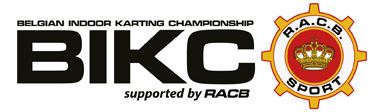 BELGIAN INDOOR KARTING CHAMPIONSHIP
BIKC
supported by RACB
R.A.C.B.
SPORT